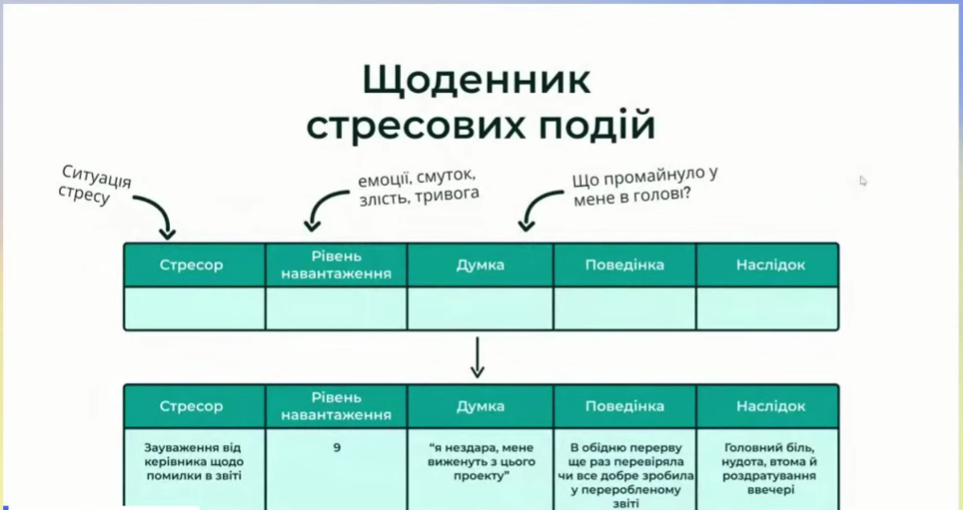 Щоденник
стресових подій
Ситуація
стресу
емоції, смуток,
злість, тривога
Що промайнуло у
мене в голові?
Стресор
Рівень
навантаження
Думка
Поведінка
Наслідок
Стресор
Рівень
навантаження
Думка
Поведінка
Наслідок
Зауваження від
керівника щодо
помилки в звіті
9
“я нездара, мене
виженуть з цього
проекту”
В обідню перерву
ще раз перевіряла
чи все добре зробила
у переробленому
звіті
Головний біль,
нудота, втома й
роздратування
ввечері